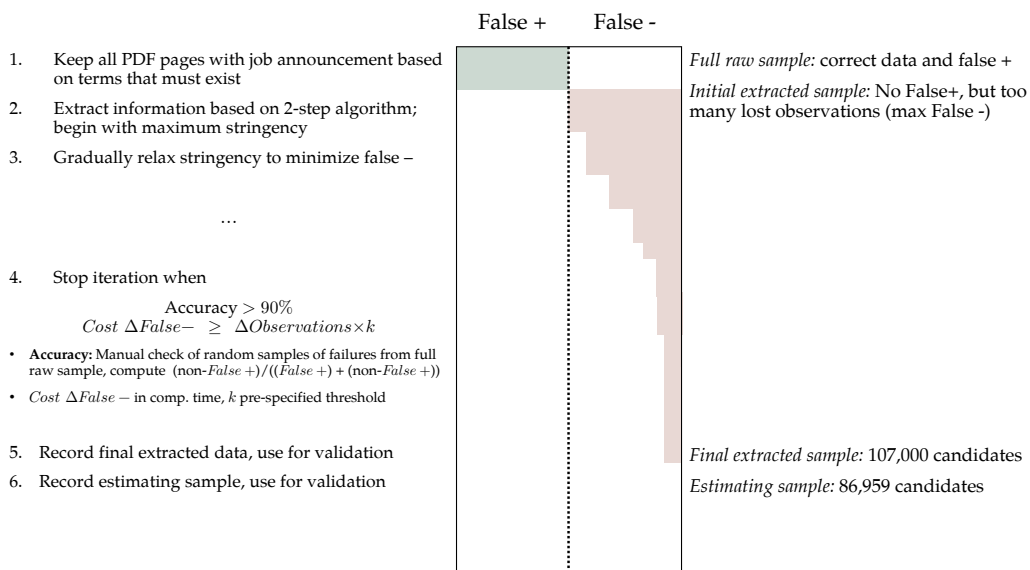 False +
False -
1. Keep all PDF pages with job announcement based
on terms that must exist
Full raw sample: correct data and false +
2. Extract information based on 2-step algorithm;
begin with maximum stringency
Initial extracted sample: No False+, but too
many lost observations (max False -)
3. Gradually relax stringency to minimize false –
…
4. Stop iteration when
Accuracy > 90%
Cost ΔFalse− ≥ ΔObservations×k
• Accuracy: Manual check of random samples of failures from full
raw sample, compute (non-False +)/((False +) + (non-False +))
• Cost ΔFalse − in comp. time, k pre-specified threshold
5. Record final extracted data, use for validation
Final extracted sample: 107,000 candidates
6. Record estimating sample, use for validation
Estimating sample: 86,959 candidates